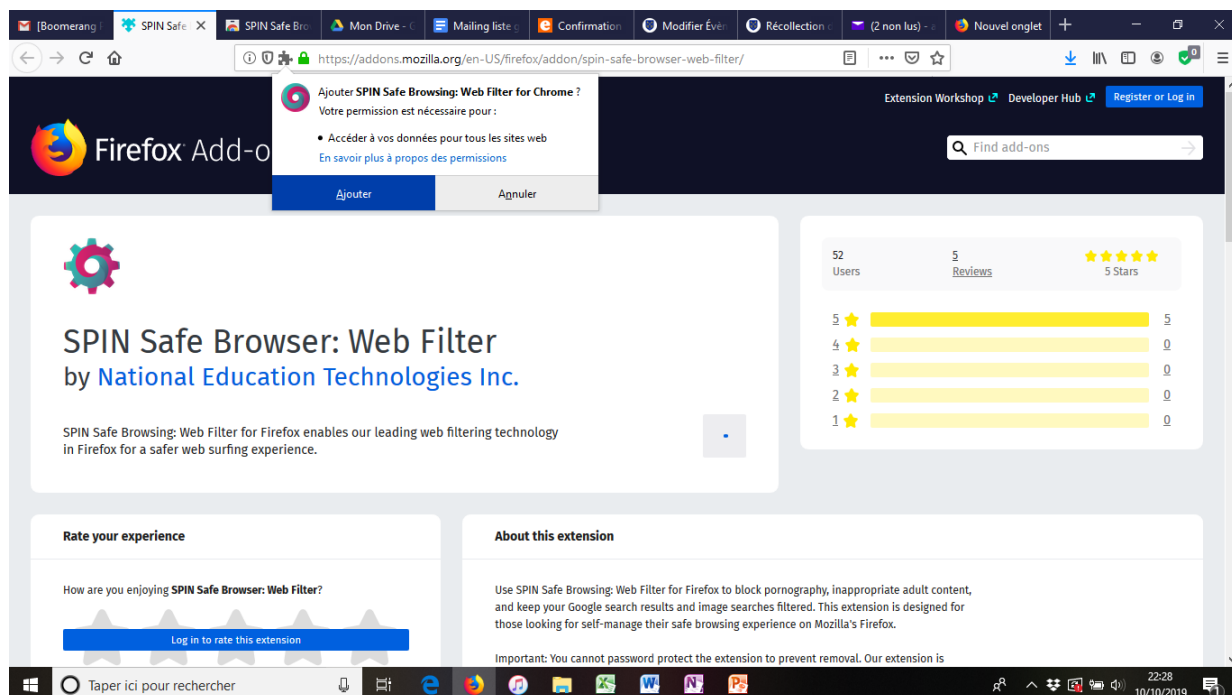 [Boomerang
SPIN Safe
SPIN Safe Bro
Mon Drive - G
Mailing liste g
Confirmation
Modifier Évèn
Récollection d
(2 non lus) - a
Nouvel onglet
https://addons.mozilla.org/en-US/firefox/addon/spin-safe-browser-web-filter/
0
Ajouter SPIN Safe Browsing: Web Filter for Chrome ?
Votre permission est nécessaire pour :
• Accéder à vos données pour tous les sites web
En savoir plus à propos des permissions
Ajouter
Annuler
Extension Workshop
Developer Hub
Register or Log in
Firefox Add-o
Find add-ons
SPIN Safe Browser: Web Filter
by National Education Technologies Inc.
SPIN Safe Browsing: Web Filter for Firefox enables our leading web filtering technology
in Firefox for a safer web surfing experience.
52
Users
5
Reviews
5 Stars
5 5
4 0
3 0
2 0
1 0
Rate your experience
How are you enjoying SPIN Safe Browser: Web Filter?
Log in to rate this extension
About this extension
Use SPIN Safe Browsing: Web Filter for Firefox to block pornography, inappropriate adult content,
and keep your Google search results and image searches filtered. This extension is designed for
those looking for self-manage their safe browsing experience on Mozilla's Firefox.
Important: You cannot password protect the extension to prevent removal. Our extension is
Taper ici pour rechercher
22:28
10/10/2019